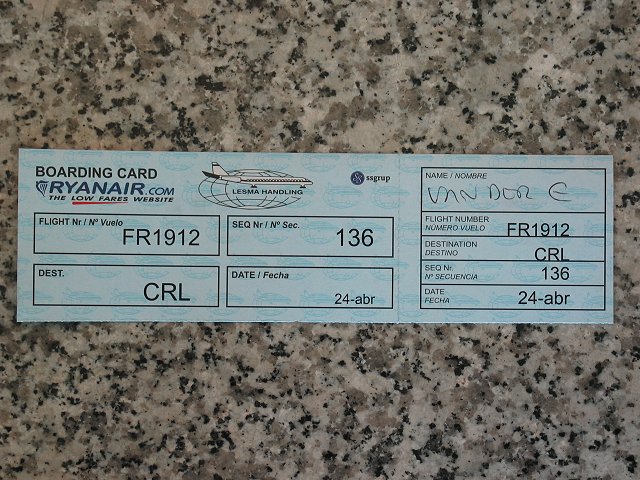 BOARDING CARD
RYANAIR.COM
THE LOW FARES WEBSITE
LESMA HANDLING
ssgrup
FLIGHT Nr / Nº Vuelo
FR1912
SEQ Nr / Nº Sec.
136
DEST.
CRL
DATE / Fecha
24-abr
NAME / NOMBRE
VAN DOR E
FLIGHT NUMBER
NÚMERO VUELO
FR1912
DESTINATION
DESTINO
CRL
SEQ Nr.
Nº SECUENCIA
136
DATE
FECHA
24-abr